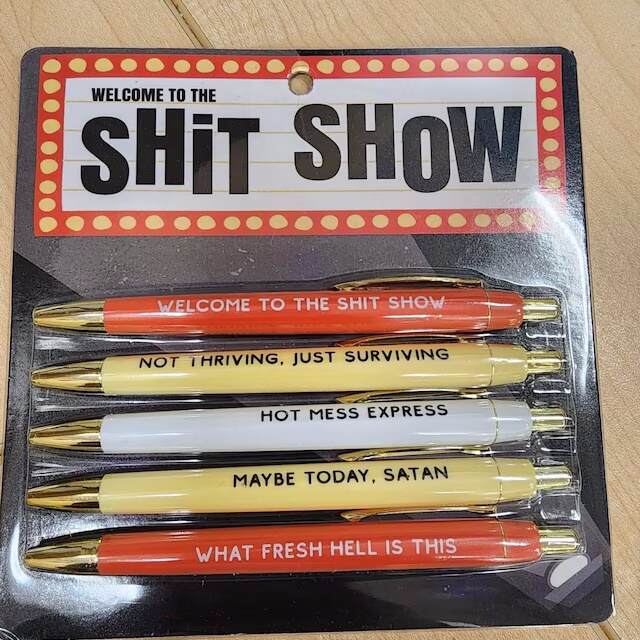 WELCOME TO THE
SHiT SHOW
WELCOME TO THE SHIT SHOW
NOT THRIVING, JUST SURVIVING
HOT MESS EXPRESS
MAYBE TODAY, SATAN
WHAT FRESH HELL IS THIS